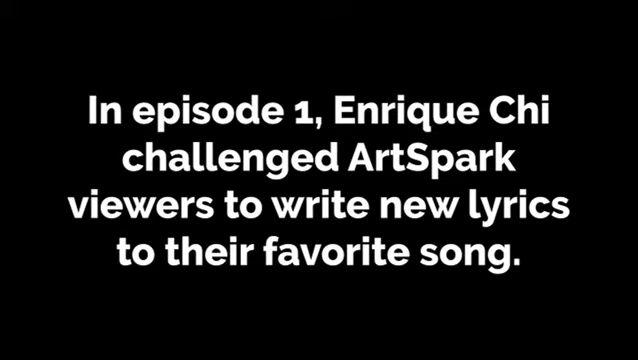 In episode 1, Enrique Chi
challenged ArtSpark
viewers to write new lyrics
to their favorite song.